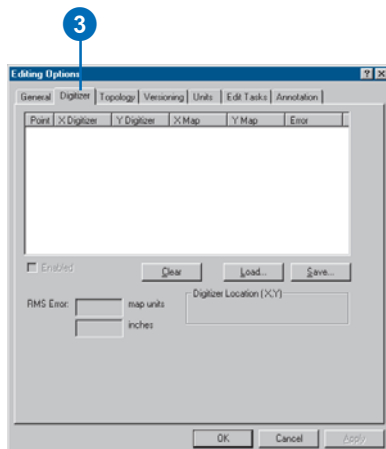 3
Editing Options
General Digitizer Topology Versioning Units Edit Tasks Annotation
Point X Digitizer Y Digitizer X Map Y Map Error
Enabled Clear Load... Save...
RMS Error: map units Digitizer Location (X,Y)
inches
OK Cancel Apply